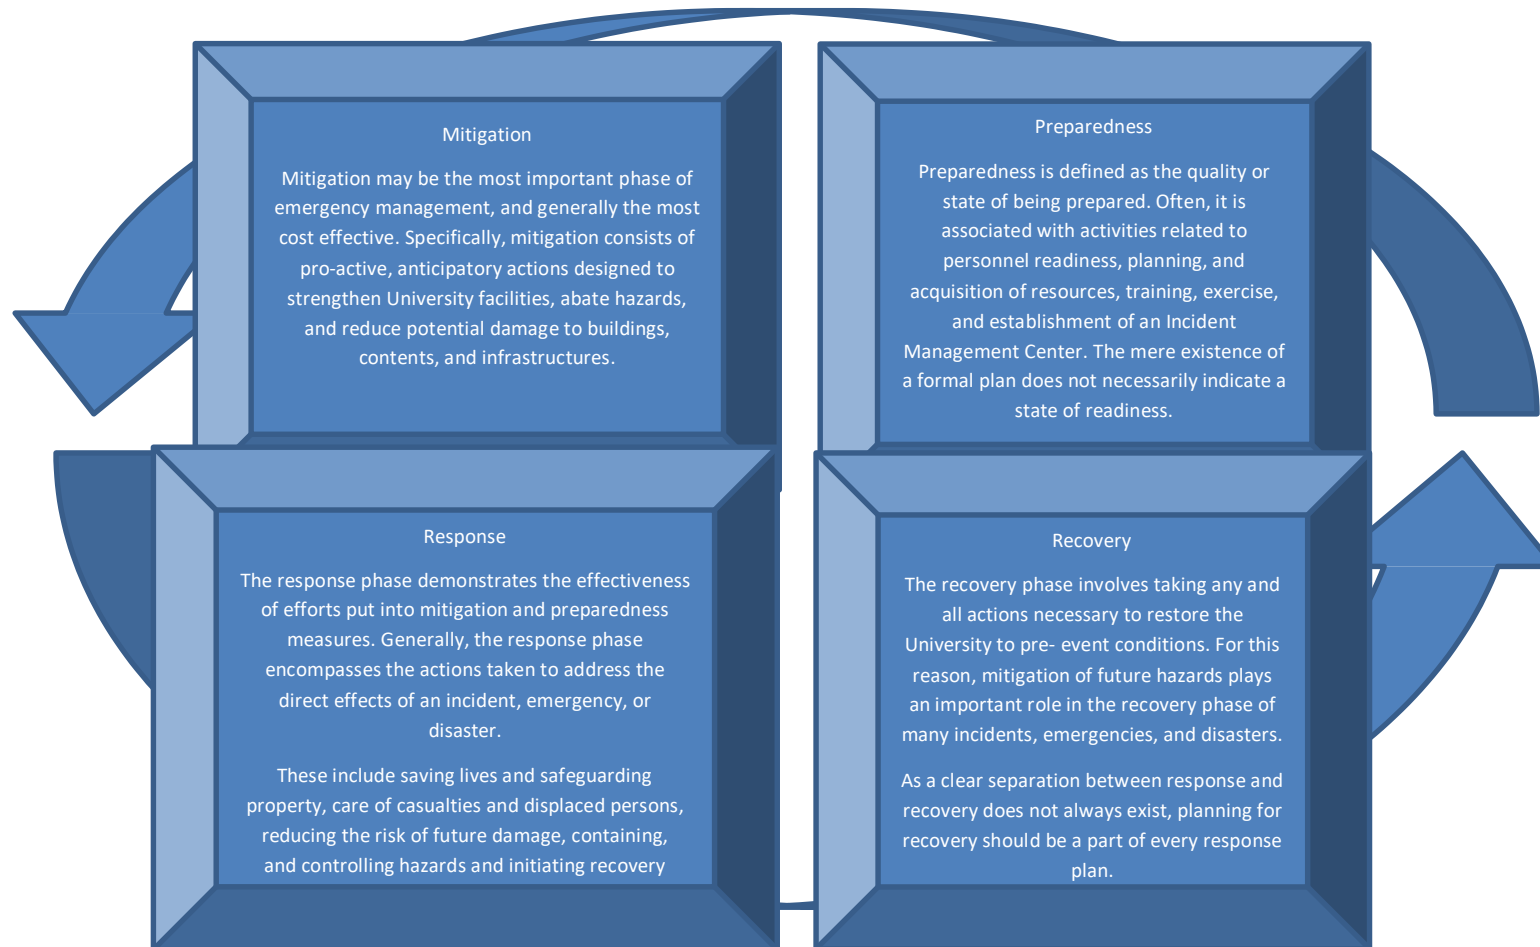 Mitigation
Mitigation may be the most important phase of
emergency management, and generally the most
cost effective. Specifically, mitigation consists of
pro-active, anticipatory actions designed to
strengthen University facilities, abate hazards,
and reduce potential damage to buildings,
contents, and infrastructures.
Preparedness
Preparedness is defined as the quality or
state of being prepared. Often, it is
associated with activities related to
personnel readiness, planning, and
acquisition of resources, training, exercise,
and establishment of an Incident
Management Center. The mere existence of
a formal plan does not necessarily indicate a
state of readiness.
Response
The response phase demonstrates the effectiveness
of efforts put into mitigation and preparedness
measures. Generally, the response phase
encompasses the actions taken to address the
direct effects of an incident, emergency, or
disaster.
These include saving lives and safeguarding
property, care of casualties and displaced persons,
reducing the risk of future damage, containing,
and controlling hazards and initiating recovery
Recovery
The recovery phase involves taking any and
all actions necessary to restore the
University to pre- event conditions. For this
reason, mitigation of future hazards plays
an important role in the recovery phase of
many incidents, emergencies, and disasters.
As a clear separation between response and
recovery does not always exist, planning for
recovery should be a part of every response
plan.